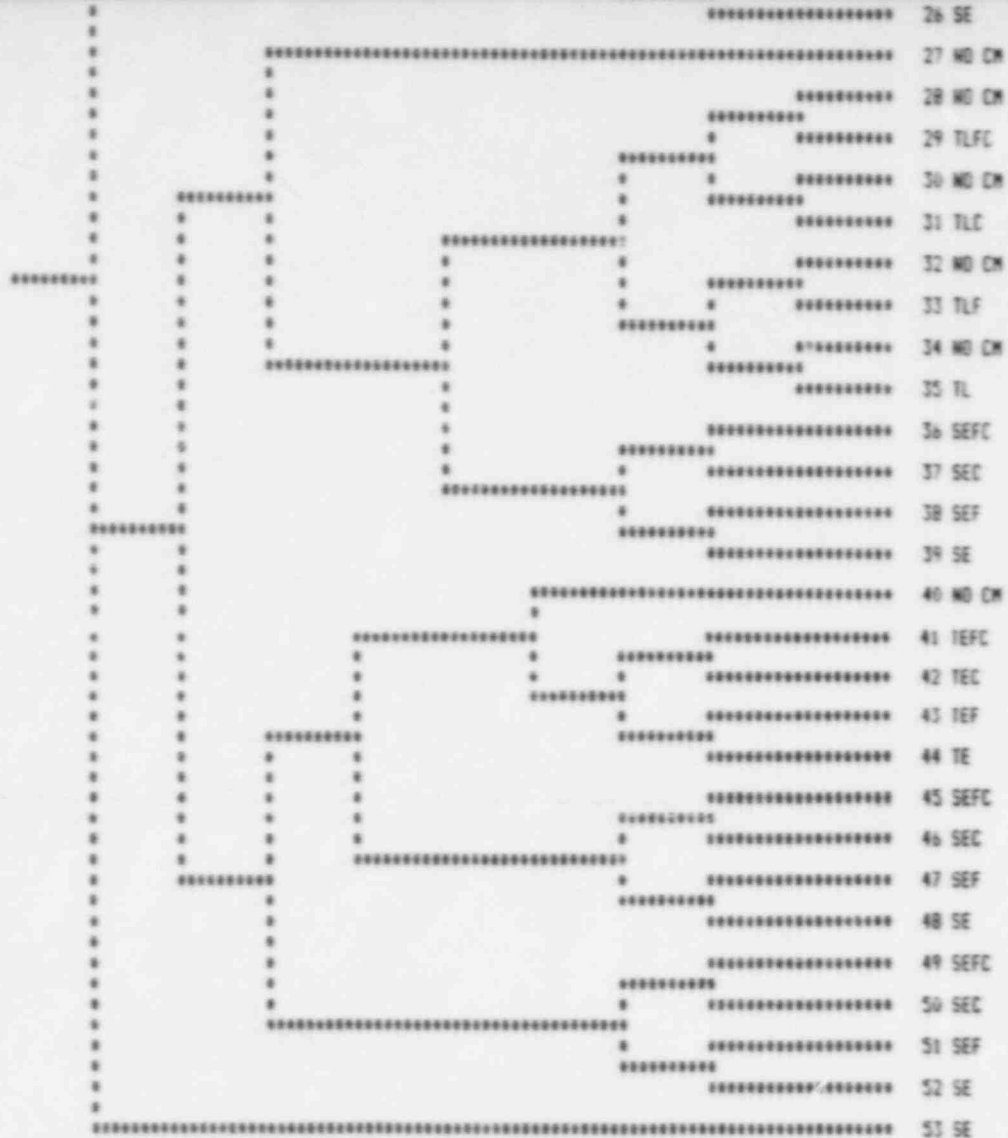 26 SE
27 NO CM
28 NO CM
29 TLFC
30 NO CM
31 TLC
32 NO CM
33 TLF
34 NO CM
35 TL
36 SEFC
37 SEC
38 SEF
39 SE
40 NO CM
41 TEFC
42 TEC
43 TEF
44 TE
45 SEFC
46 SEC
47 SEF
48 SE
49 SEFC
50 SEC
51 SEF
52 SE
53 SE